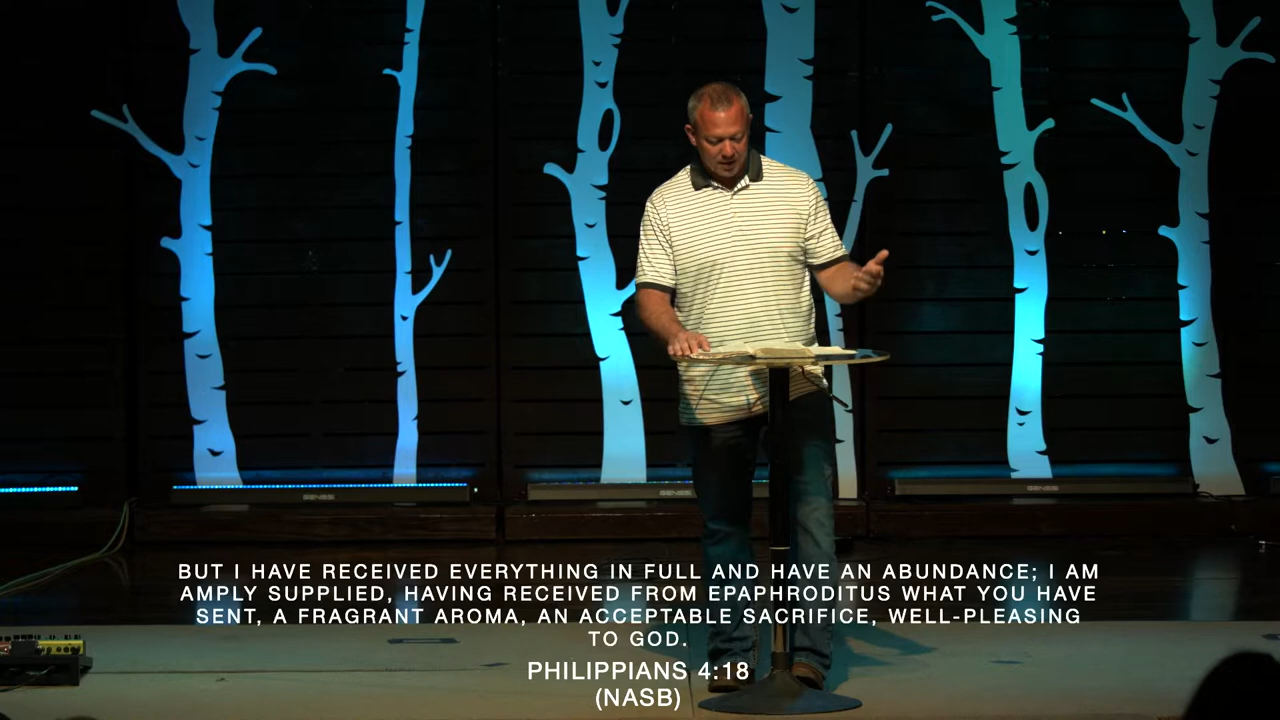 BUT I HAVE RECEIVED EVERYTHING IN FULL AND HAVE AN ABUNDANCE; I AM
AMPLY SUPPLIED, HAVING RECEIVED FROM EPAPHRODITUS WHAT YOU HAVE
SENT, A FRAGRANT AROMA, AN ACCEPTABLE SACRIFICE, WELL-PLEASING
TO GOD.
PHILIPPIANS 4:18
(NASB)